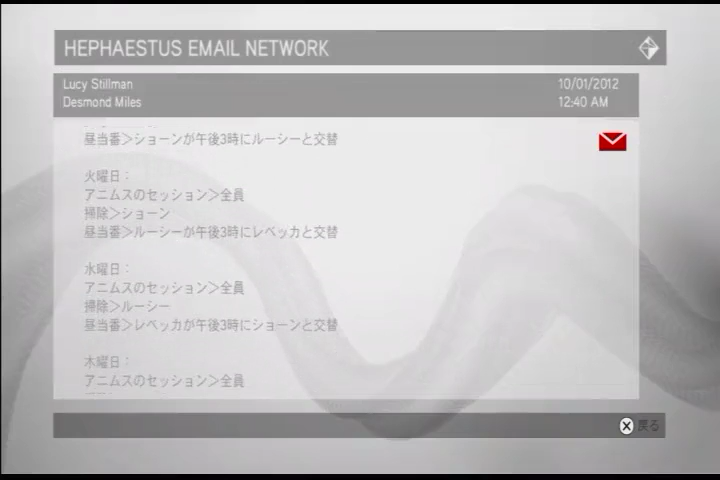 HEPHAESTUS EMAIL NETWORK
Lucy Stillman
10/01/2012
Desmond Miles
12:40 AM
昼当番＞ショーンが午後3時にルーシーと交替
火曜日：
アニムスのセッション＞全員
掃除＞ショーン
昼当番＞ルーシーが午後3時にレベッカと交替
水曜日：
アニムスのセッション＞全員
掃除＞ルーシー
昼当番＞レベッカが午後3時にショーンと交替
木曜日：
アニムスのセッション＞全員
X 戻る